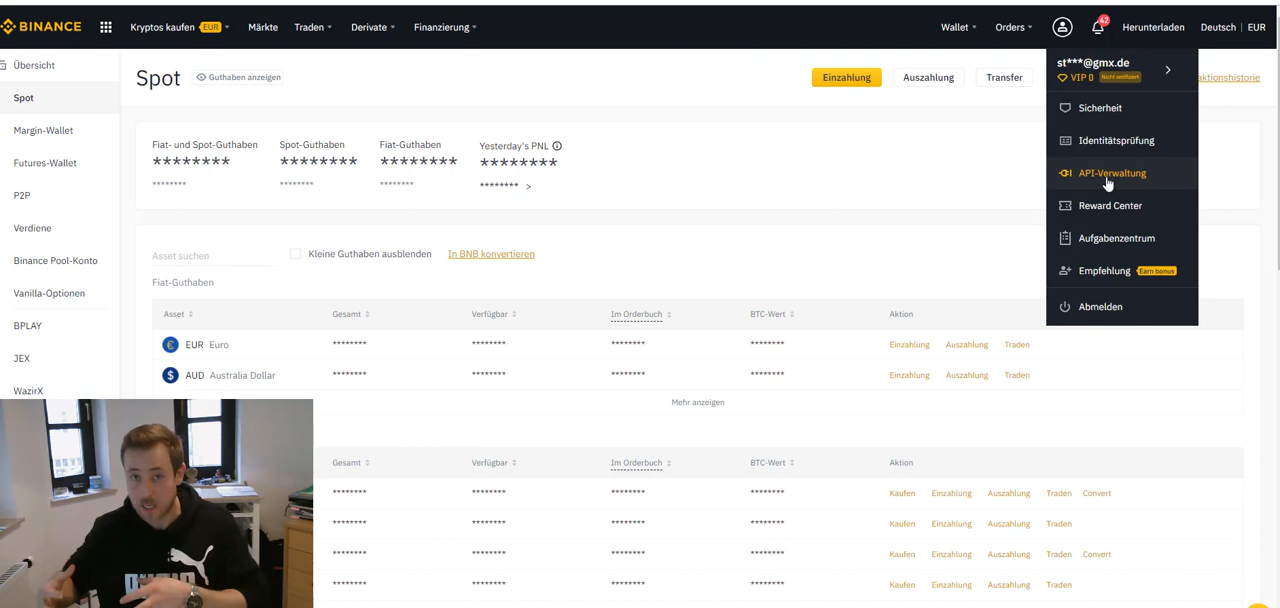 BINANCE Kryptos kaufen EUR Märkte Traden Derivate Finanzierung Wallet Orders 42 Herunterladen Deutsch EUR
Übersicht
Spot
Margin-Wallet
Futures-Wallet
P2P
Verdiene
Binance Pool-Konto
Vanilla-Optionen
BPLAY
JEX
WazirX
Spot Guthaben anzeigen Einzahlung Auszahlung Transfer aktionshistorie
Fiat- und Spot-Guthaben Spot-Guthaben Fiat-Guthaben Yesterday's PNL
******** ******** ******** ********
******** ******** ******** >
Asset suchen Kleine Guthaben ausblenden In BNB konvertieren
Fiat-Guthaben
Asset Gesamt Verfügbar Im Orderbuch BTC-Wert Aktion
EUR Euro ******** ******** ******** ******** Einzahlung Auszahlung Traden
AUD Australia Dollar ******** ******** ******** ******** Einzahlung Auszahlung Traden
Mehr anzeigen
Gesamt Verfügbar Im Orderbuch BTC-Wert Aktion
******** ******** ******** ******** Kaufen Einzahlung Auszahlung Traden Convert
******** ******** ******** ******** Kaufen Einzahlung Auszahlung Traden
******** ******** ******** ******** Kaufen Einzahlung Auszahlung Traden Convert
******** ******** ******** ******** Kaufen Einzahlung Auszahlung Traden
st***@gmx.de
VIP 0 Nicht verifiziert
Sicherheit
Identitätsprüfung
API-Verwaltung
Reward Center
Aufgabenzentrum
Empfehlung Earn bonus
Abmelden